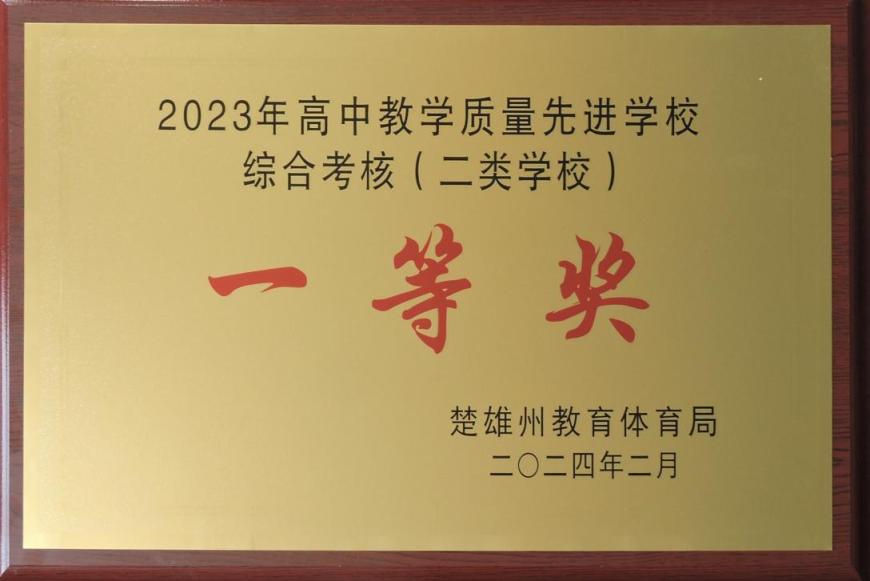 2023年高中教学质量先进学校
综合考核（二类学校）
一等奖
楚雄州教育体育局
二〇二四年二月